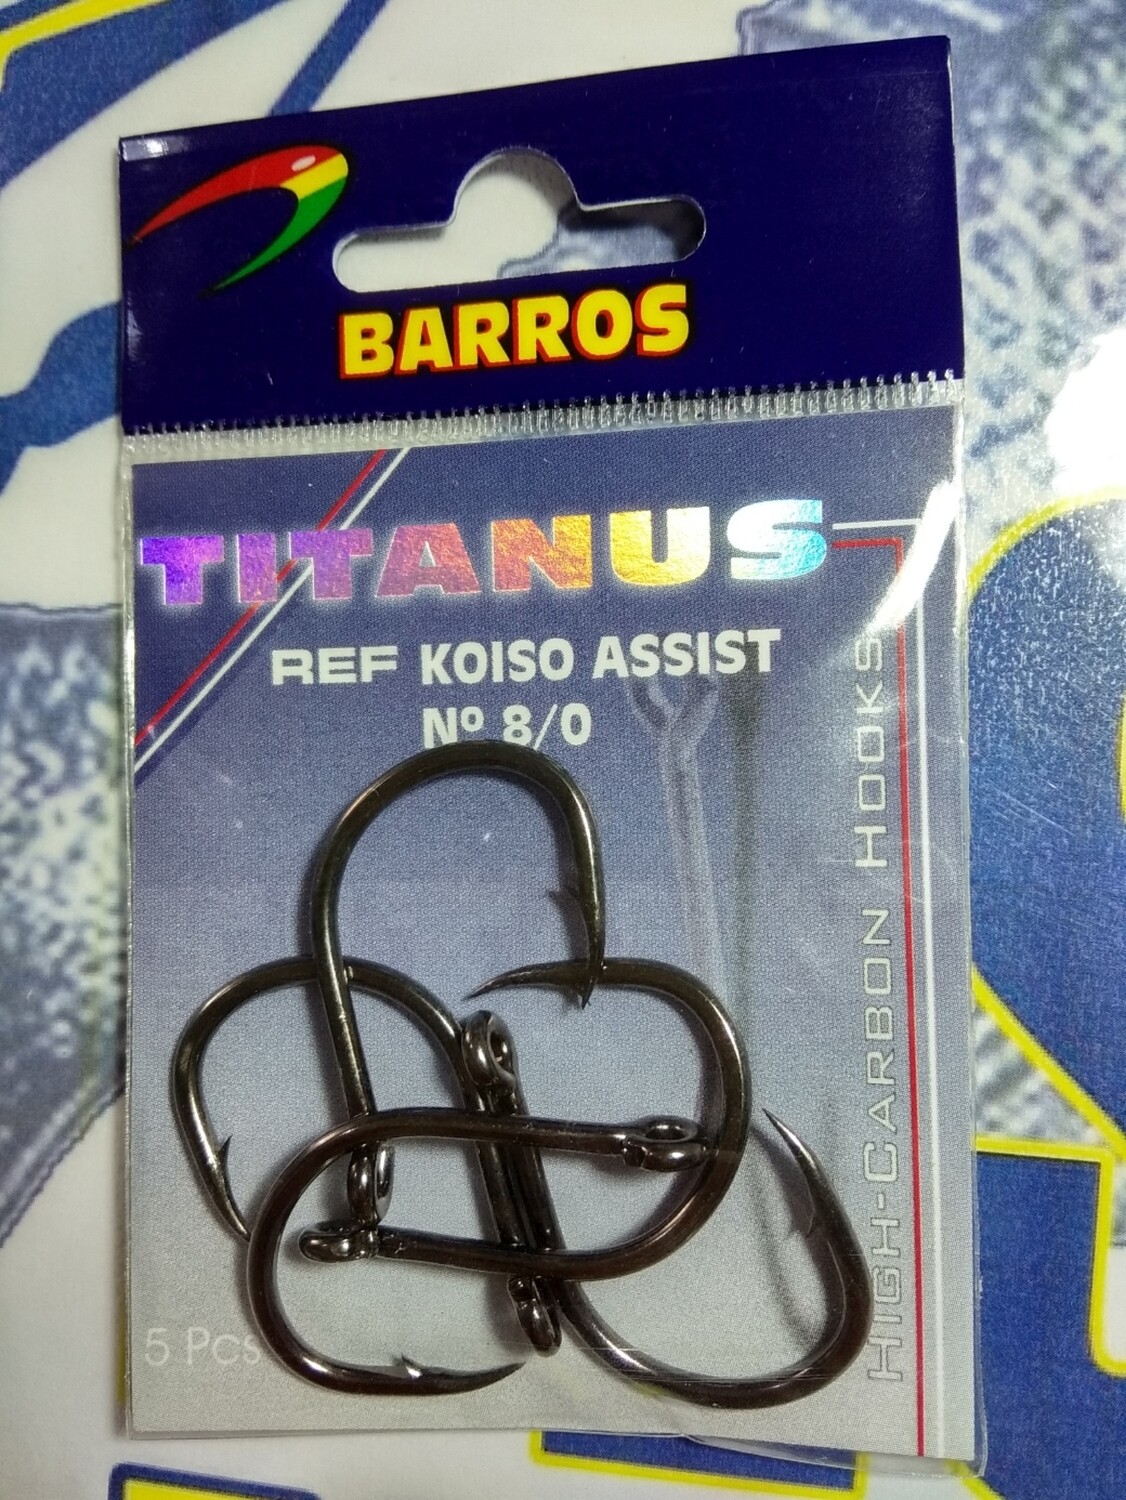 BARROS
TITANUS
REF KOISO ASSIST
Nº 8/0
HIGH-CARBON HOOKS
5 Pcs